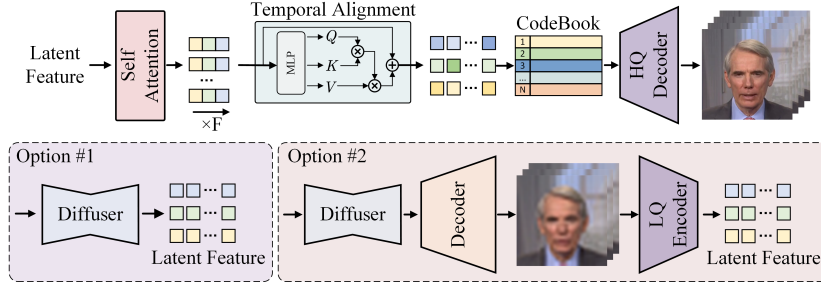 Temporal Alignment
CodeBook
Latent
Feature
Self
Attention
...
×F
MLP
Q
K
V
1
2
3
...
N
HQ
Decoder
Option #1
Diffuser
Latent Feature
Option #2
Diffuser
Decoder
LQ
Encoder
Latent Feature